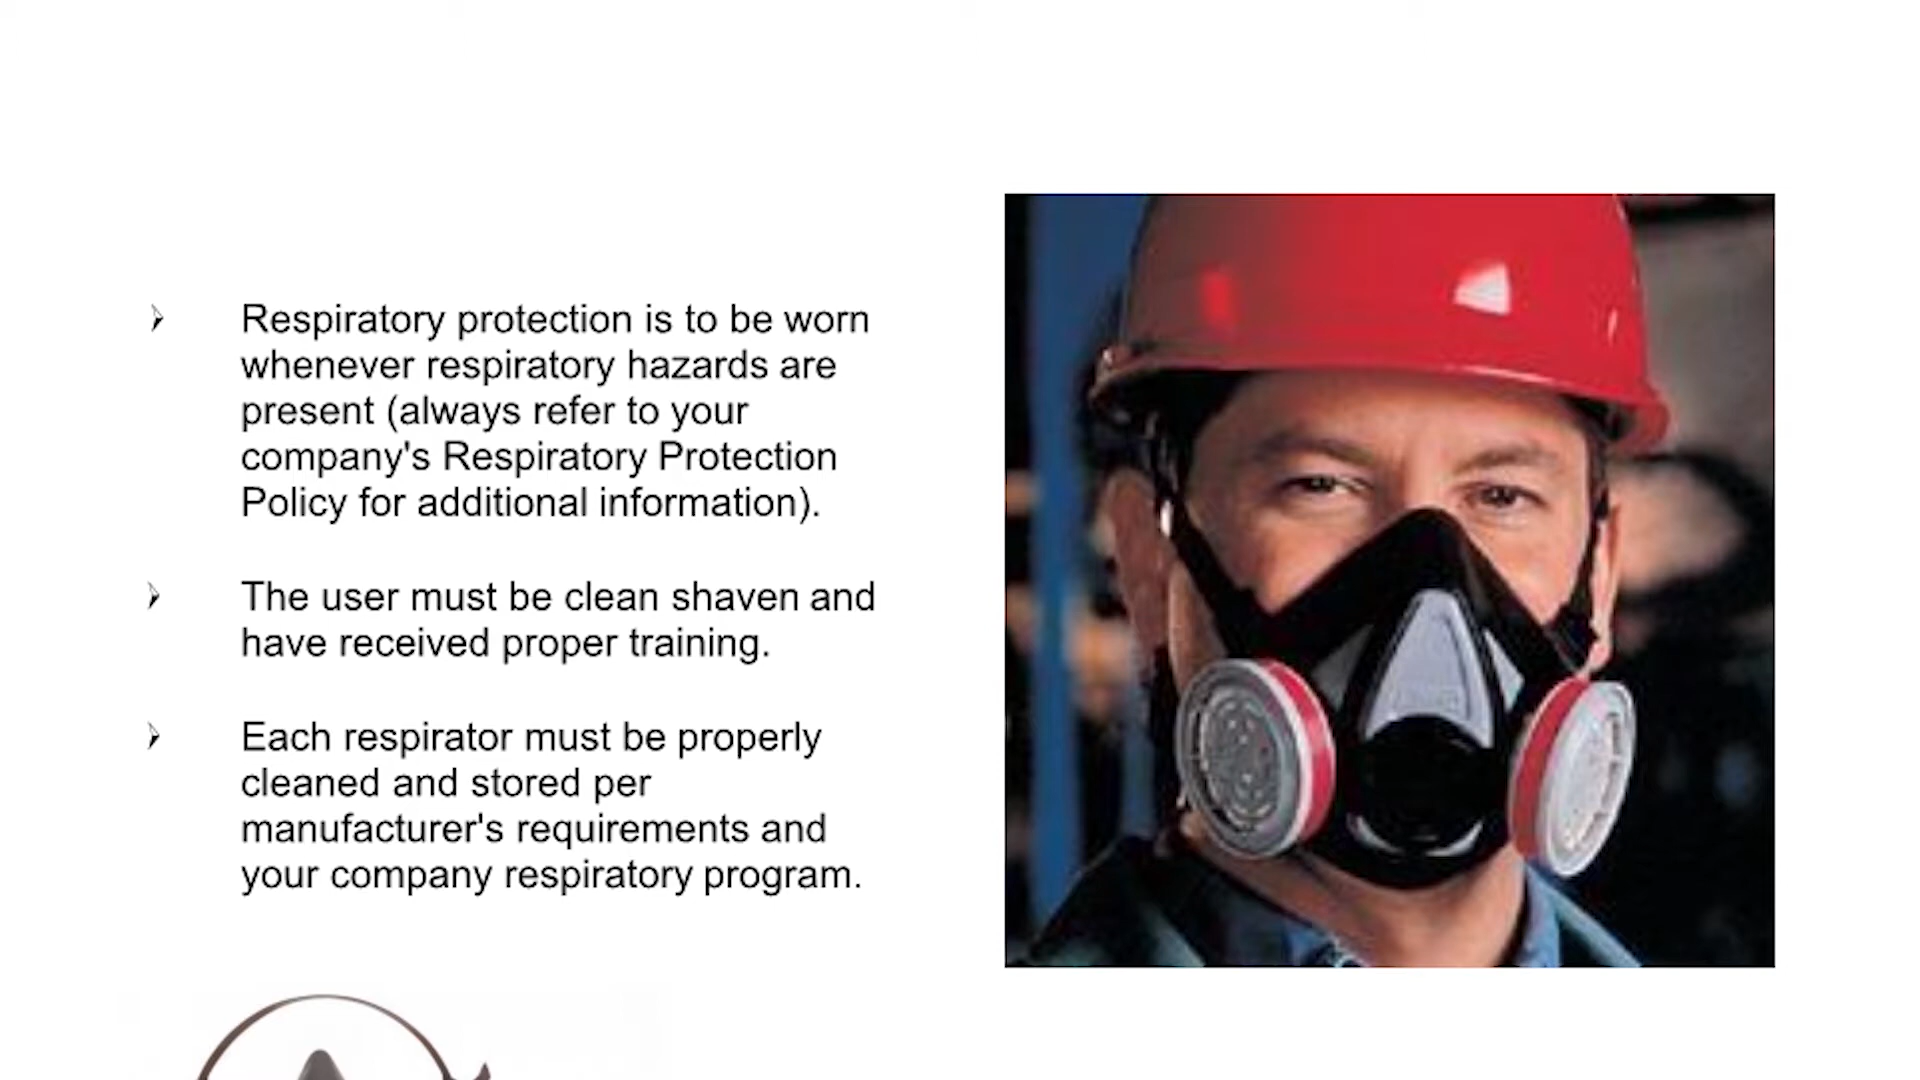 Respiratory protection is to be worn
whenever respiratory hazards are
present (always refer to your
company's Respiratory Protection
Policy for additional information).
The user must be clean shaven and
have received proper training.
Each respirator must be properly
cleaned and stored per
manufacturer's requirements and
your company respiratory program.